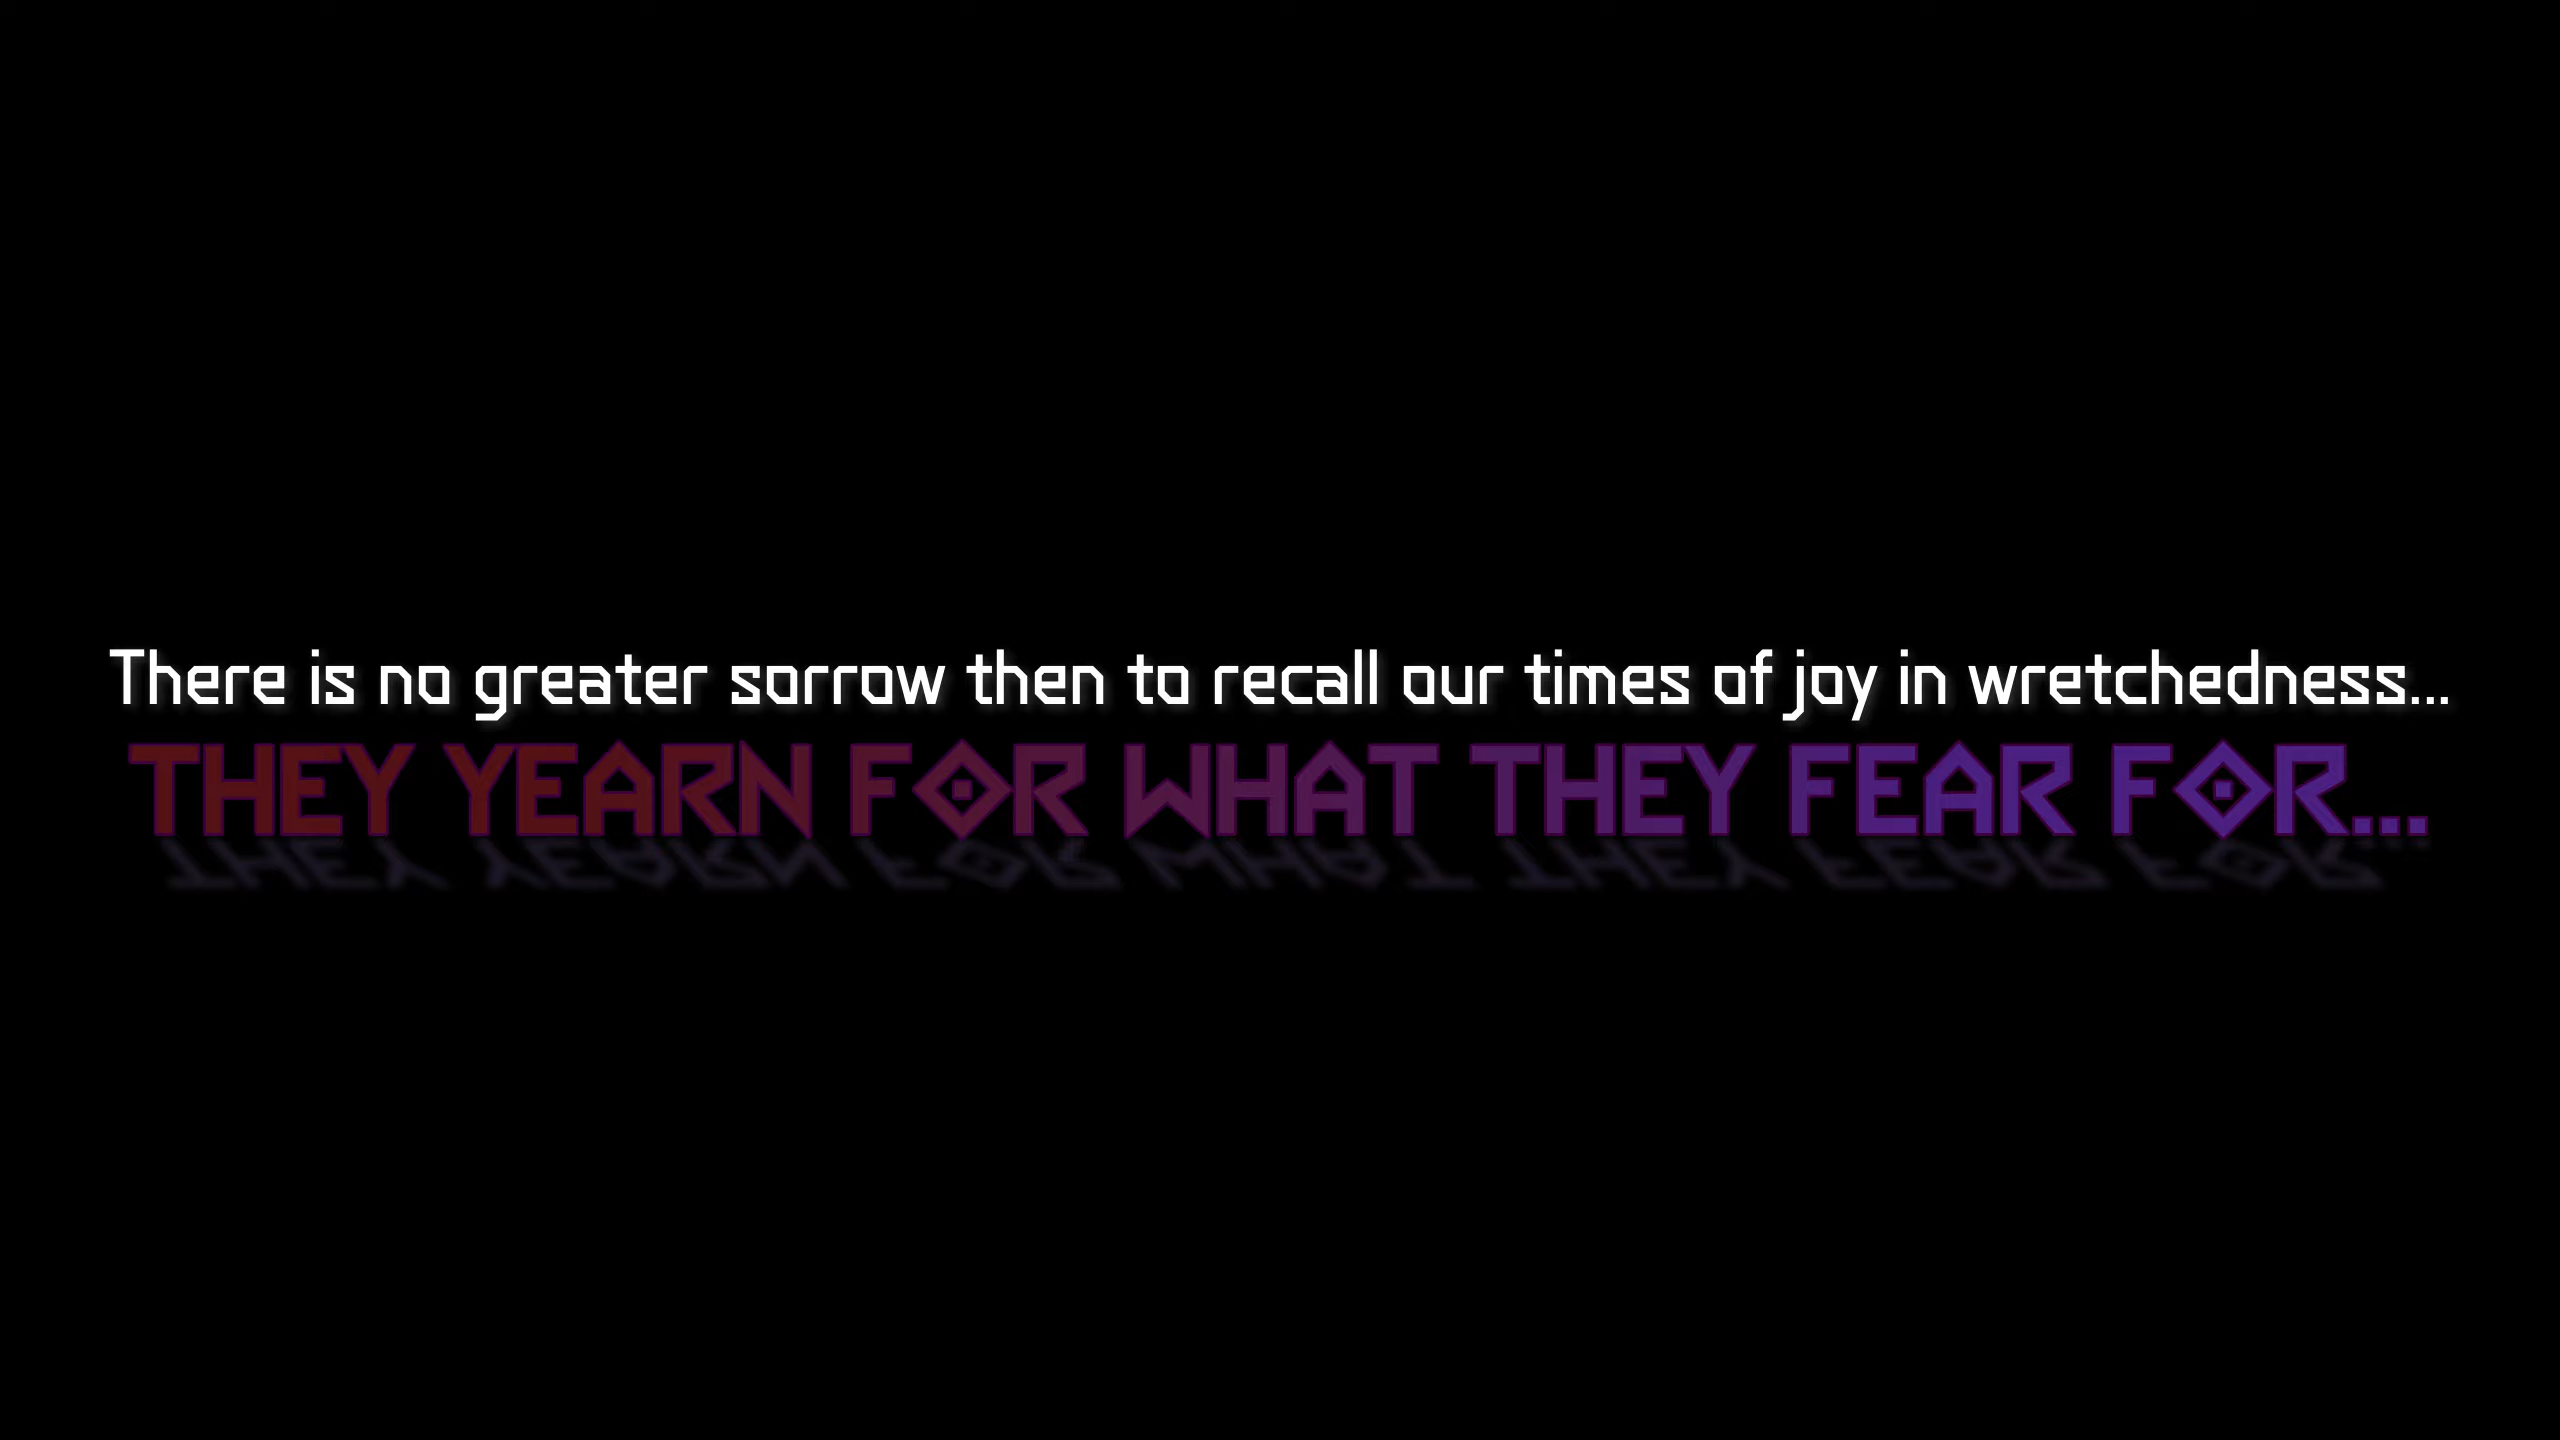 There is no greater sorrow then to recall our times of joy in wretchedness...
THEY YEARN FOR WHAT THEY FEAR FOR...